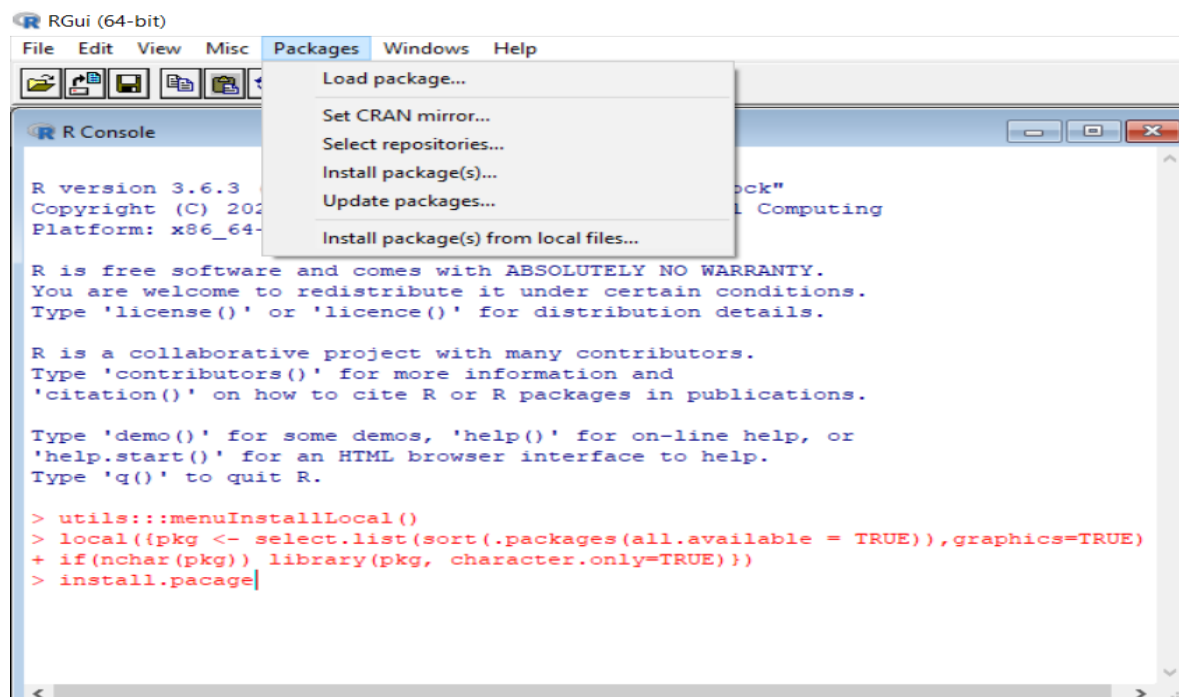 RGui (64-bit)
File Edit View Misc Packages Windows Help
Load package...
Set CRAN mirror...
Select repositories...
Install package(s)...
Update packages...
Install package(s) from local files...
R Console
R version 3.6.3
Copyright (C) Computing
Platform:
R is free software and comes with ABSOLUTELY NO WARRANTY.
You are welcome to redistribute it under certain conditions.
Type 'license()' or 'licence()' for distribution details.
R is a collaborative project with many contributors.
Type 'contributors()' for more information and
'citation()' on how to cite R or R packages in publications.
Type 'demo()' for some demos, 'help()' for on-line help, or
'help.start()' for an HTML browser interface to help.
Type 'q()' to quit R.
> utils:::menuInstallLocal()
> local({pkg <- select.list(sort(.packages(all.available = TRUE)),graphics=TRUE)
+ if(nchar(pkg)) library(pkg, character.only=TRUE)})
> install.pacage